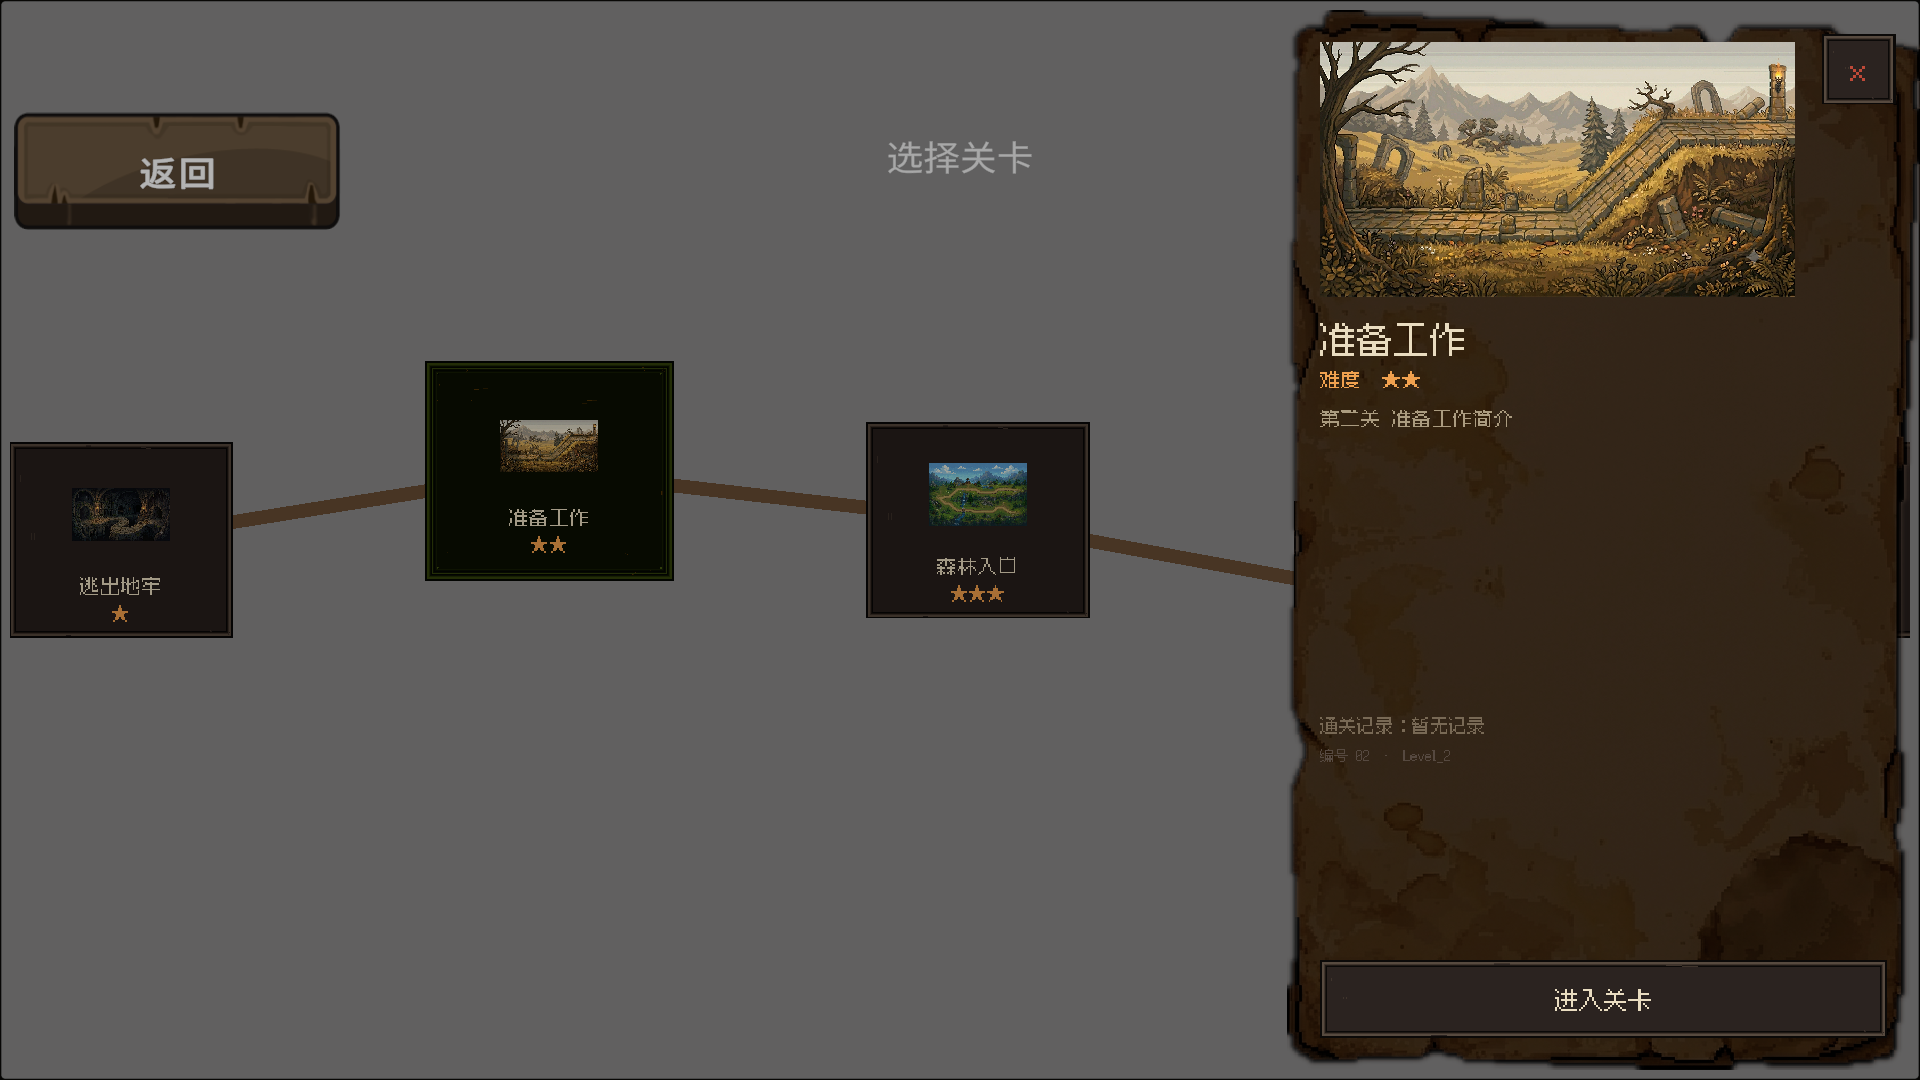 返回
选择关卡
逃出地牢
★
准备工作
★★
森林入口
★★★
准备工作
难度 ★★
第二关 准备工作简介
通关记录：暂无记录
编号 02 · Level_2
进入关卡